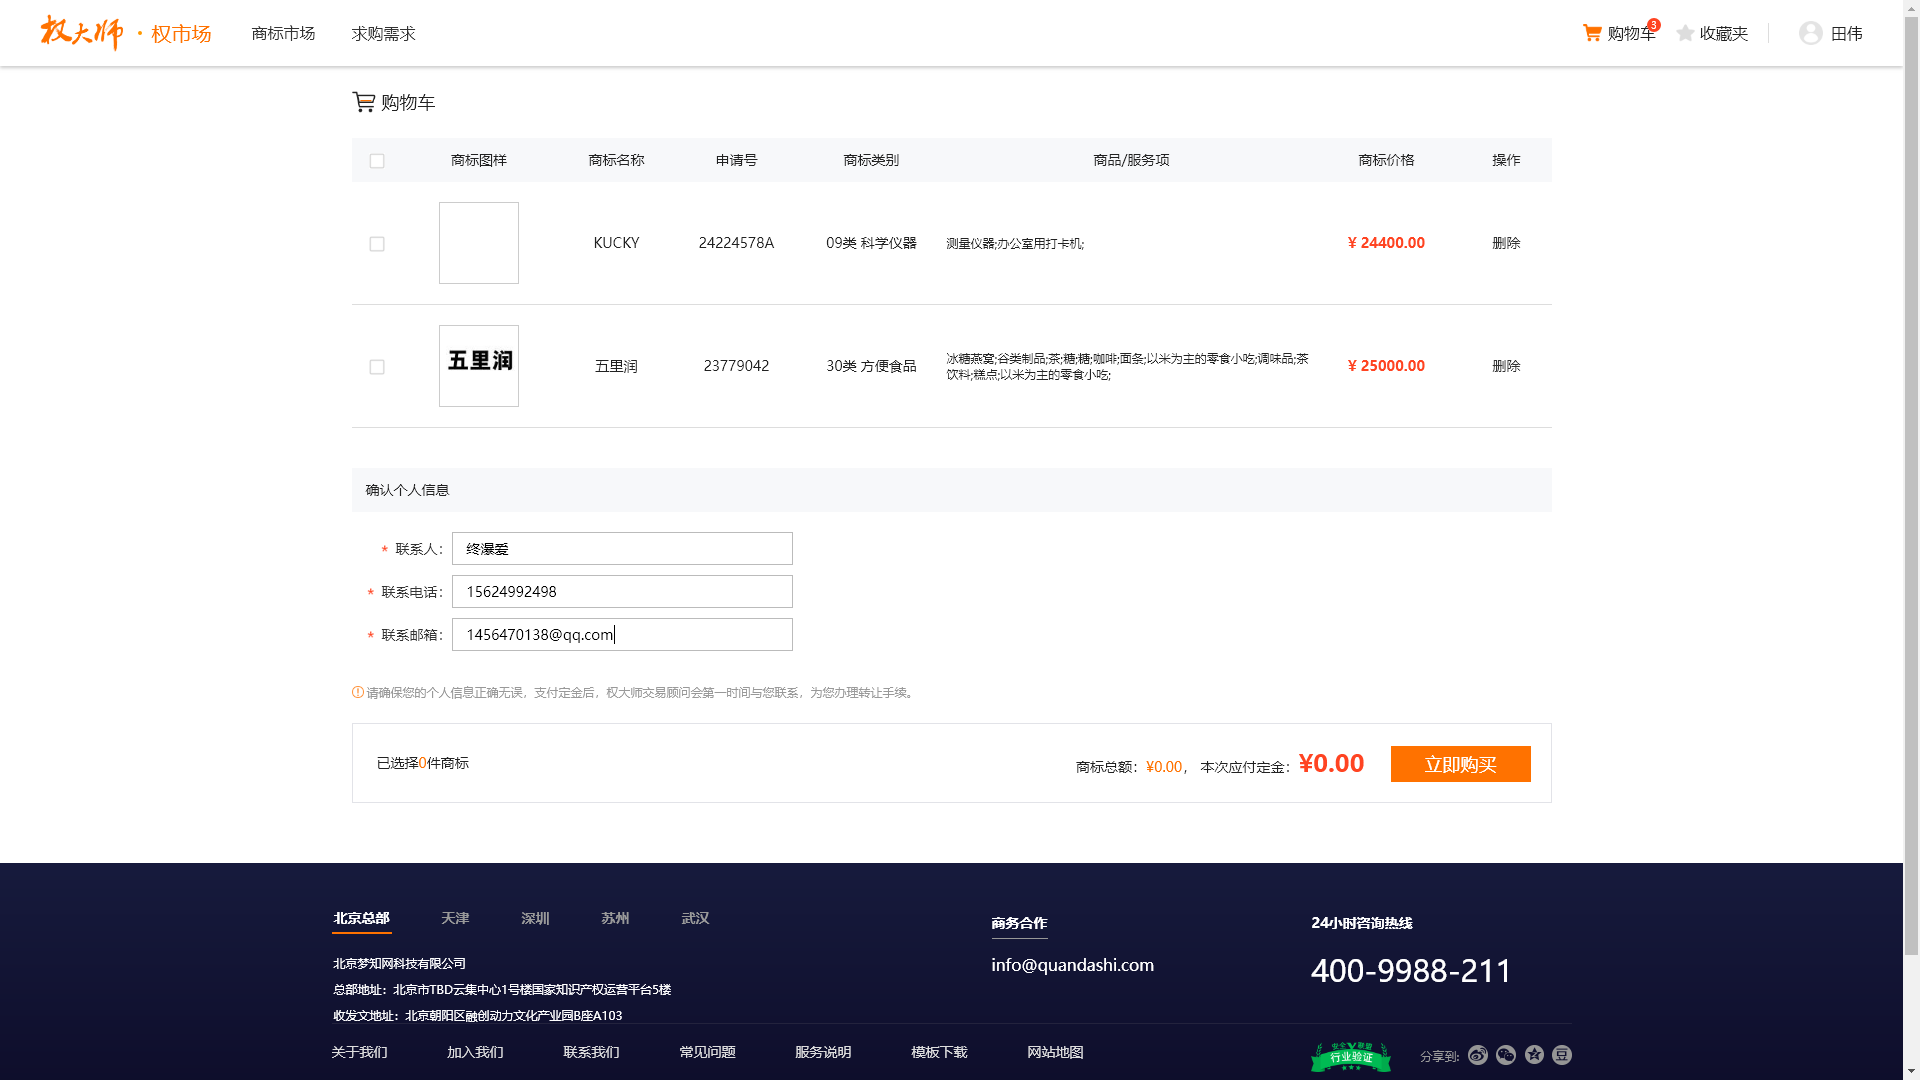 权大师 · 权市场 商标市场 求购需求 购物车 3 收藏夹 田伟
购物车
商标图样 商标名称 申请号 商标类别 商品/服务项 商标价格 操作
KUCKY 24224578A 09类 科学仪器 测量仪器;办公室用打卡机; ¥ 24400.00 删除
五里润 五里润 23779042 30类 方便食品 冰糖燕窝;谷类制品;茶;糖;糖;咖啡;面条;以米为主的零食小吃;调味品;茶
饮料;糕点;以米为主的零食小吃; ¥ 25000.00 删除
确认个人信息
* 联系人： 终瀑爱
* 联系电话： 15624992498
* 联系邮箱： 1456470138@qq.com
请确保您的个人信息正确无误，支付定金后，权大师交易顾问会第一时间与您联系，为您办理转让手续。
已选择0件商标 商标总额：¥0.00， 本次应付定金：¥0.00 立即购买
北京总部 天津 深圳 苏州 武汉
商务合作
24小时咨询热线
北京梦知网科技有限公司
info@quandashi.com
400-9988-211
总部地址：北京市TBD云集中心1号楼国家知识产权运营平台5楼
收发文地址：北京朝阳区融创动力文化产业园B座A103
关于我们 加入我们 联系我们 常见问题 服务说明 模板下载 网站地图
安全V联盟
行业验证
分享到:
豆